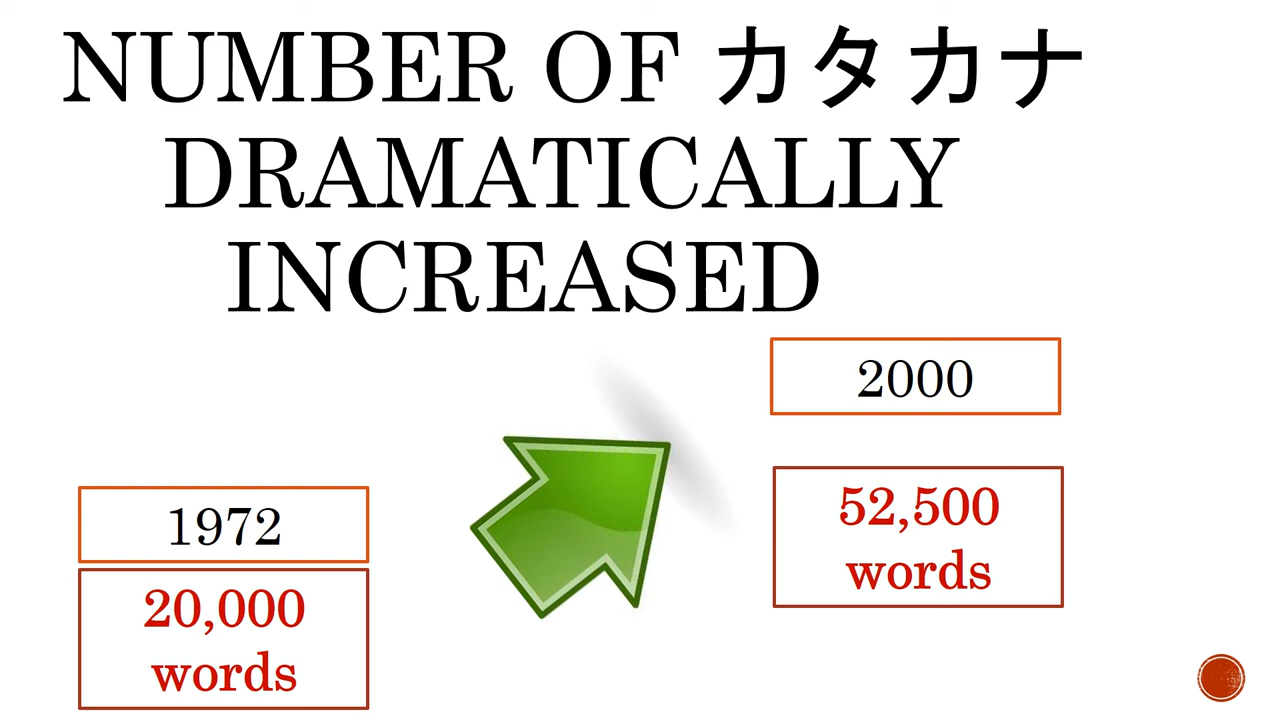 NUMBER OF カタカナ
DRAMATICALLY
INCREASED
2000
52,500
words
1972
20,000
words